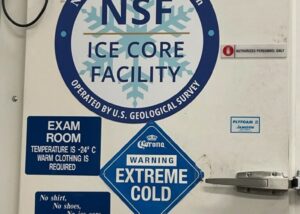 NSF
ICE CORE
FACILITY
OPERATED BY U.S. GEOLOGICAL SURVEY
AUTHORIZED PERSONNEL ONLY
EXAM
ROOM
TEMPERATURE IS -24° C
WARM CLOTHING IS
REQUIRED
Corona
WARNING
EXTREME
COLD
JAMISON
No shirt,
No shoes,